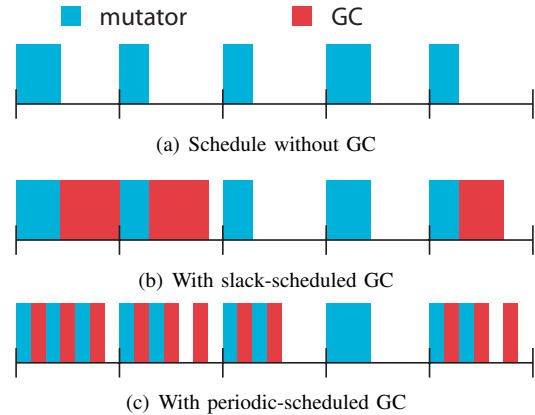 mutator GC
(a) Schedule without GC
(b) With slack-scheduled GC
(c) With periodic-scheduled GC